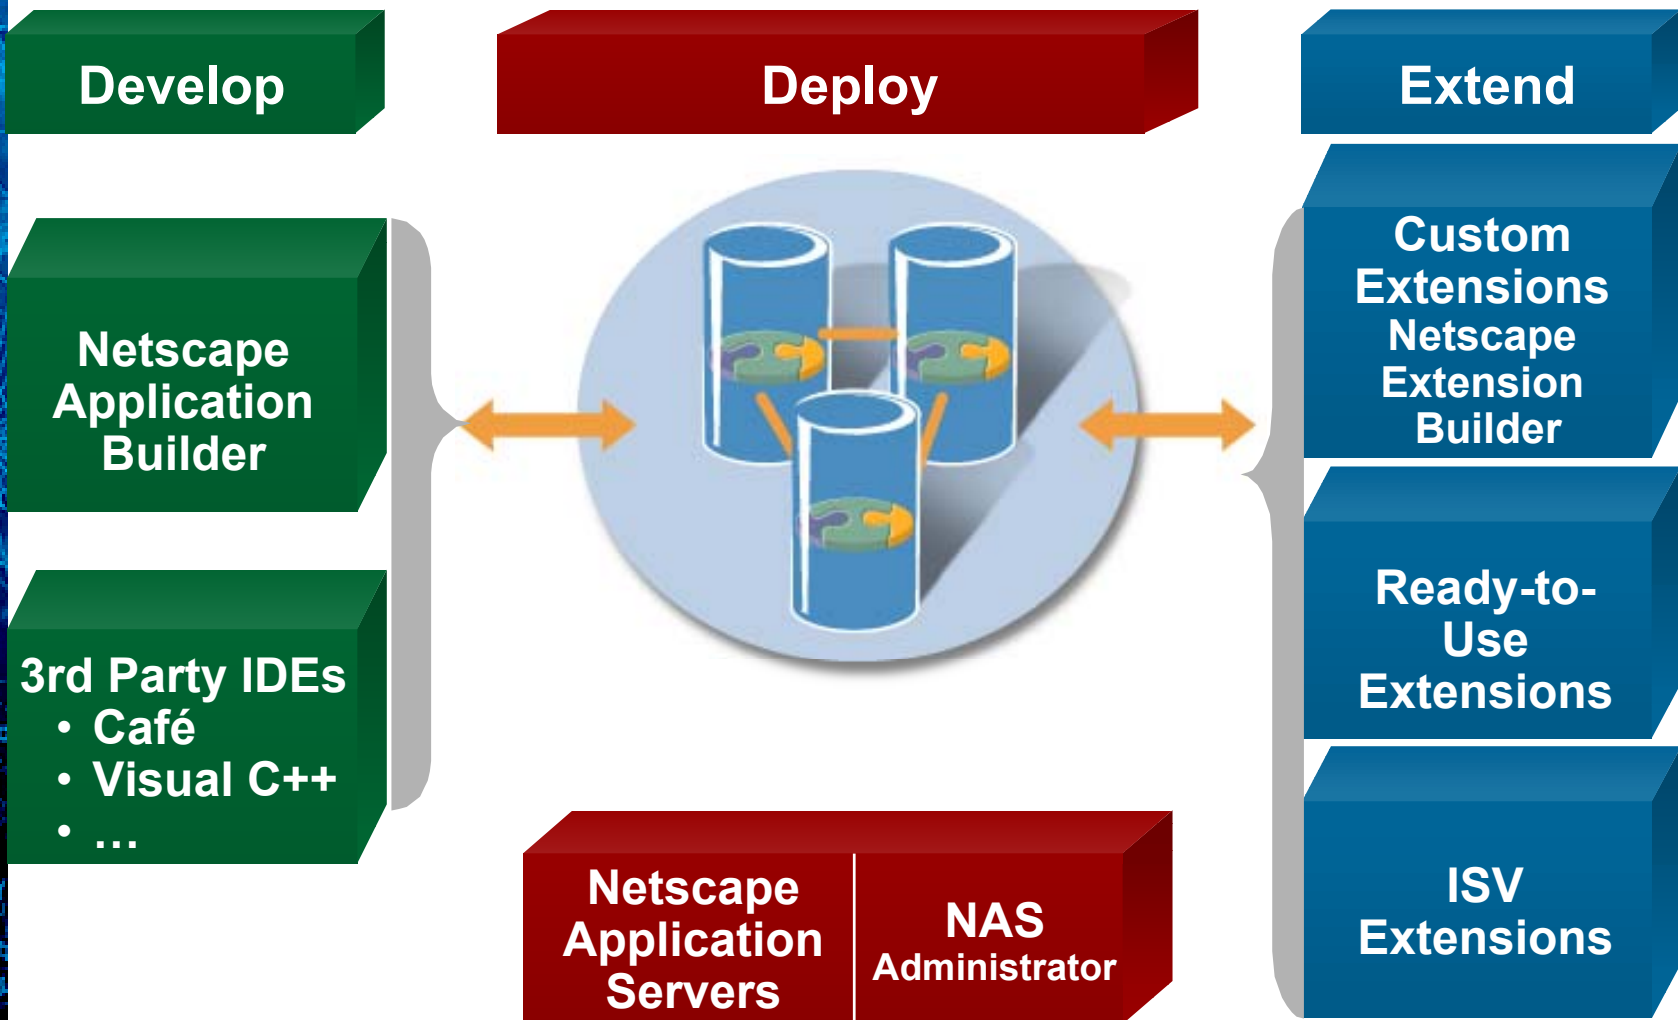 Develop
Deploy
Extend
Netscape
Application
Builder
3rd Party IDEs
• Café
• Visual C++
• …
Netscape
Application
Servers
NAS
Administrator
Custom
Extensions
Netscape
Extension
Builder
Ready-to-
Use
Extensions
ISV
Extensions